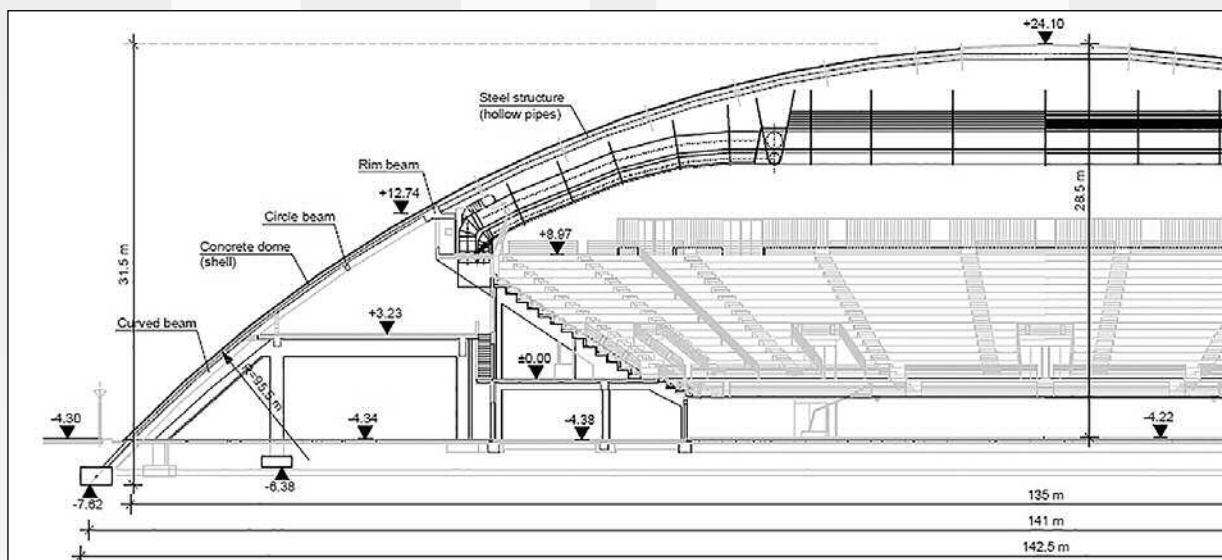 +24.10
Steel structure
(hollow pipes)
Rim beam
+12.74
Circle beam
Concrete dome
(shell)
+8.97
28.5 m
31.5 m
Curved beam
+3.23
±0.00
R=95.5 m
-4.30
-4.34
-4.38
-4.22
-6.38
-7.62
135 m
141 m
142.5 m